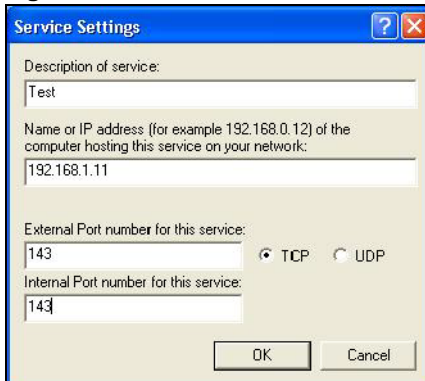 Service Settings
Description of service:
Test
Name or IP address (for example 192.168.0.12) of the
computer hosting this service on your network:
192.168.1.11
External Port number for this service:
143
TCP
UDP
Internal Port number for this service:
143
OK
Cancel